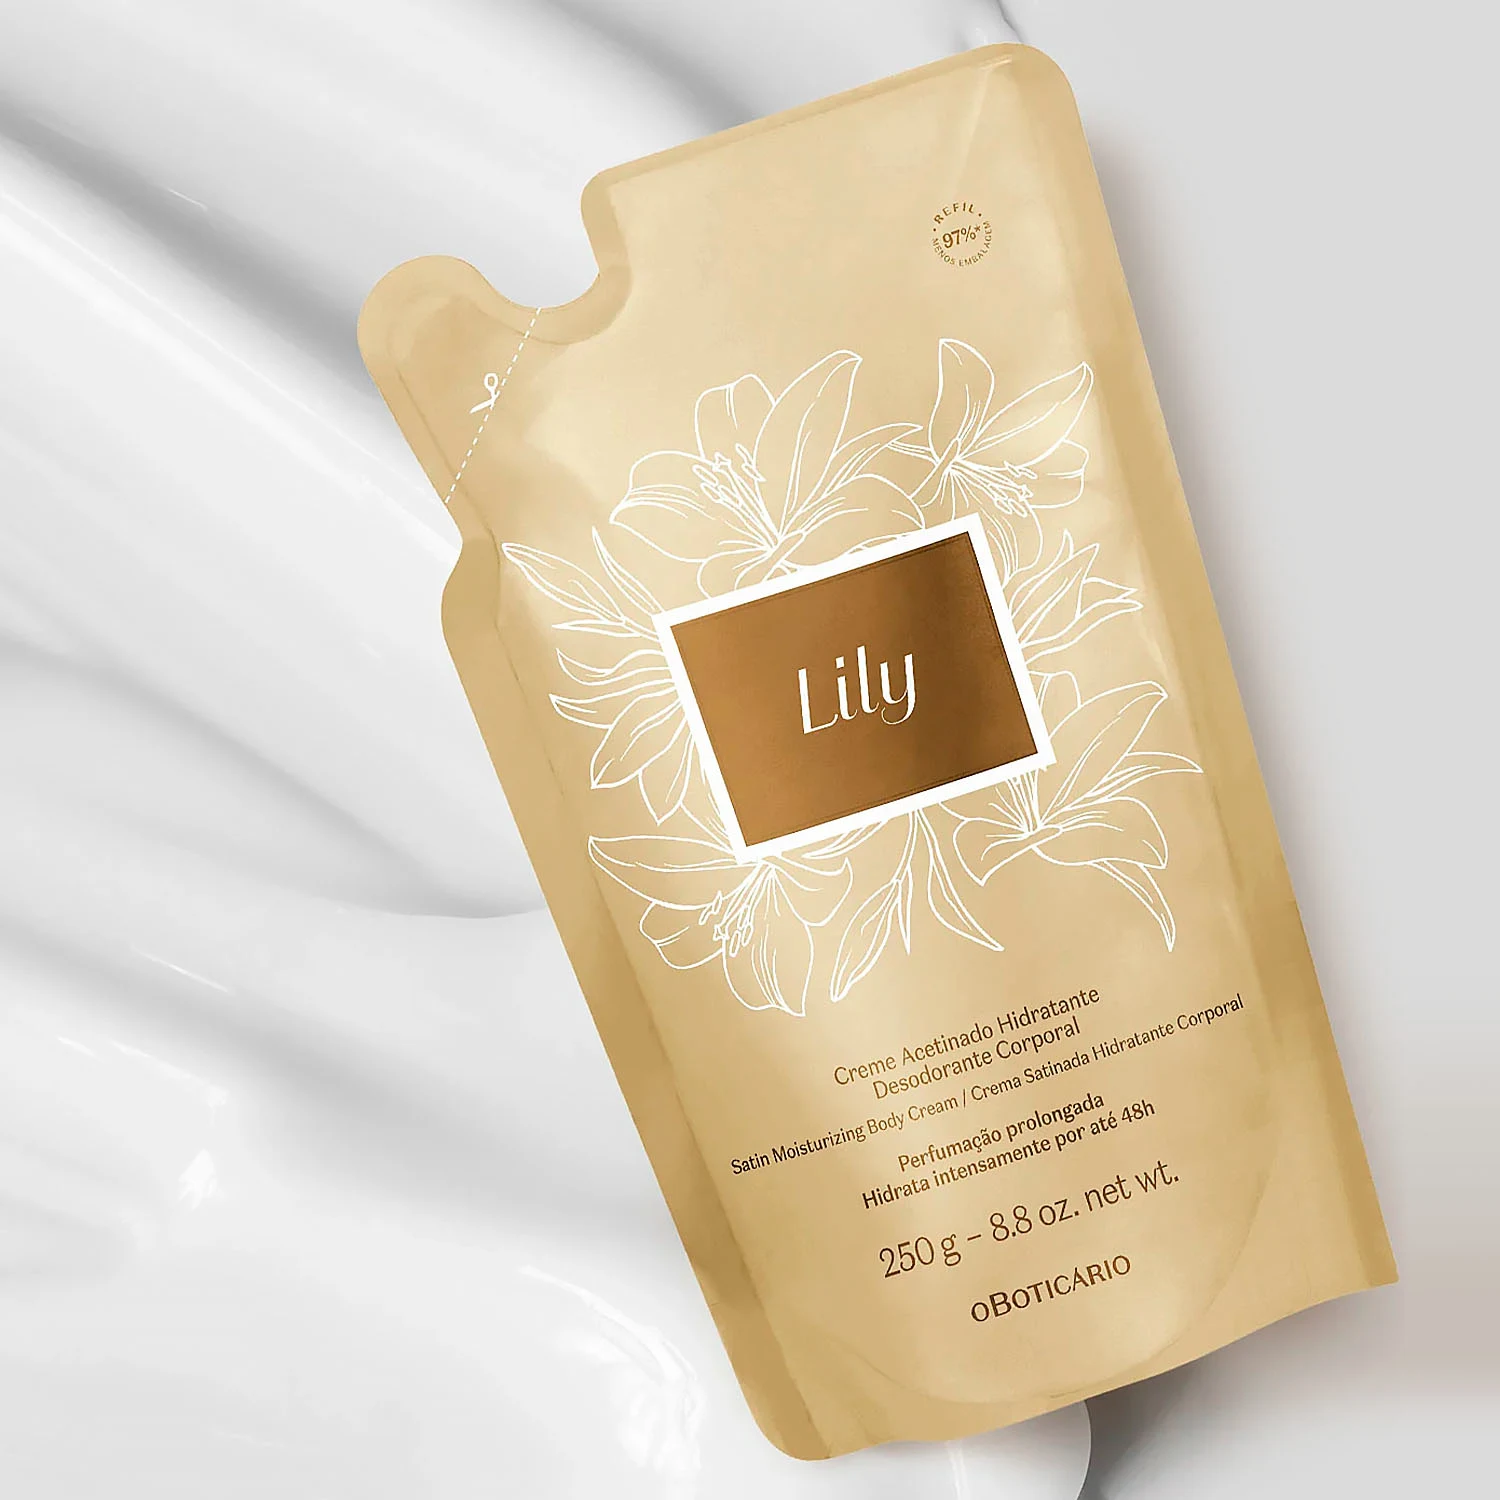 REFIL
97%*
MENOS EMBALAGEM
Lily
Creme Acetinado Hidratante
Desodorante Corporal
Satin Moisturizing Body Cream / Crema Satinada Hidratante Corporal
Perfumação prolongada
Hidrata intensamente por até 48h
250 g – 8.8 oz. net wt.
oBOTICÁRIO